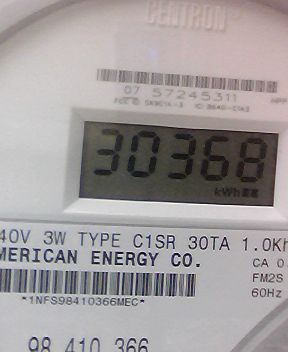 CENTRON
07 57245311
30368
kWh
40V 3W TYPE C1SR 30TA 1.0Kh
MERICAN ENERGY CO.
CA 0
FM2S
60Hz
*1NFS98410366MEC*
98 410 366